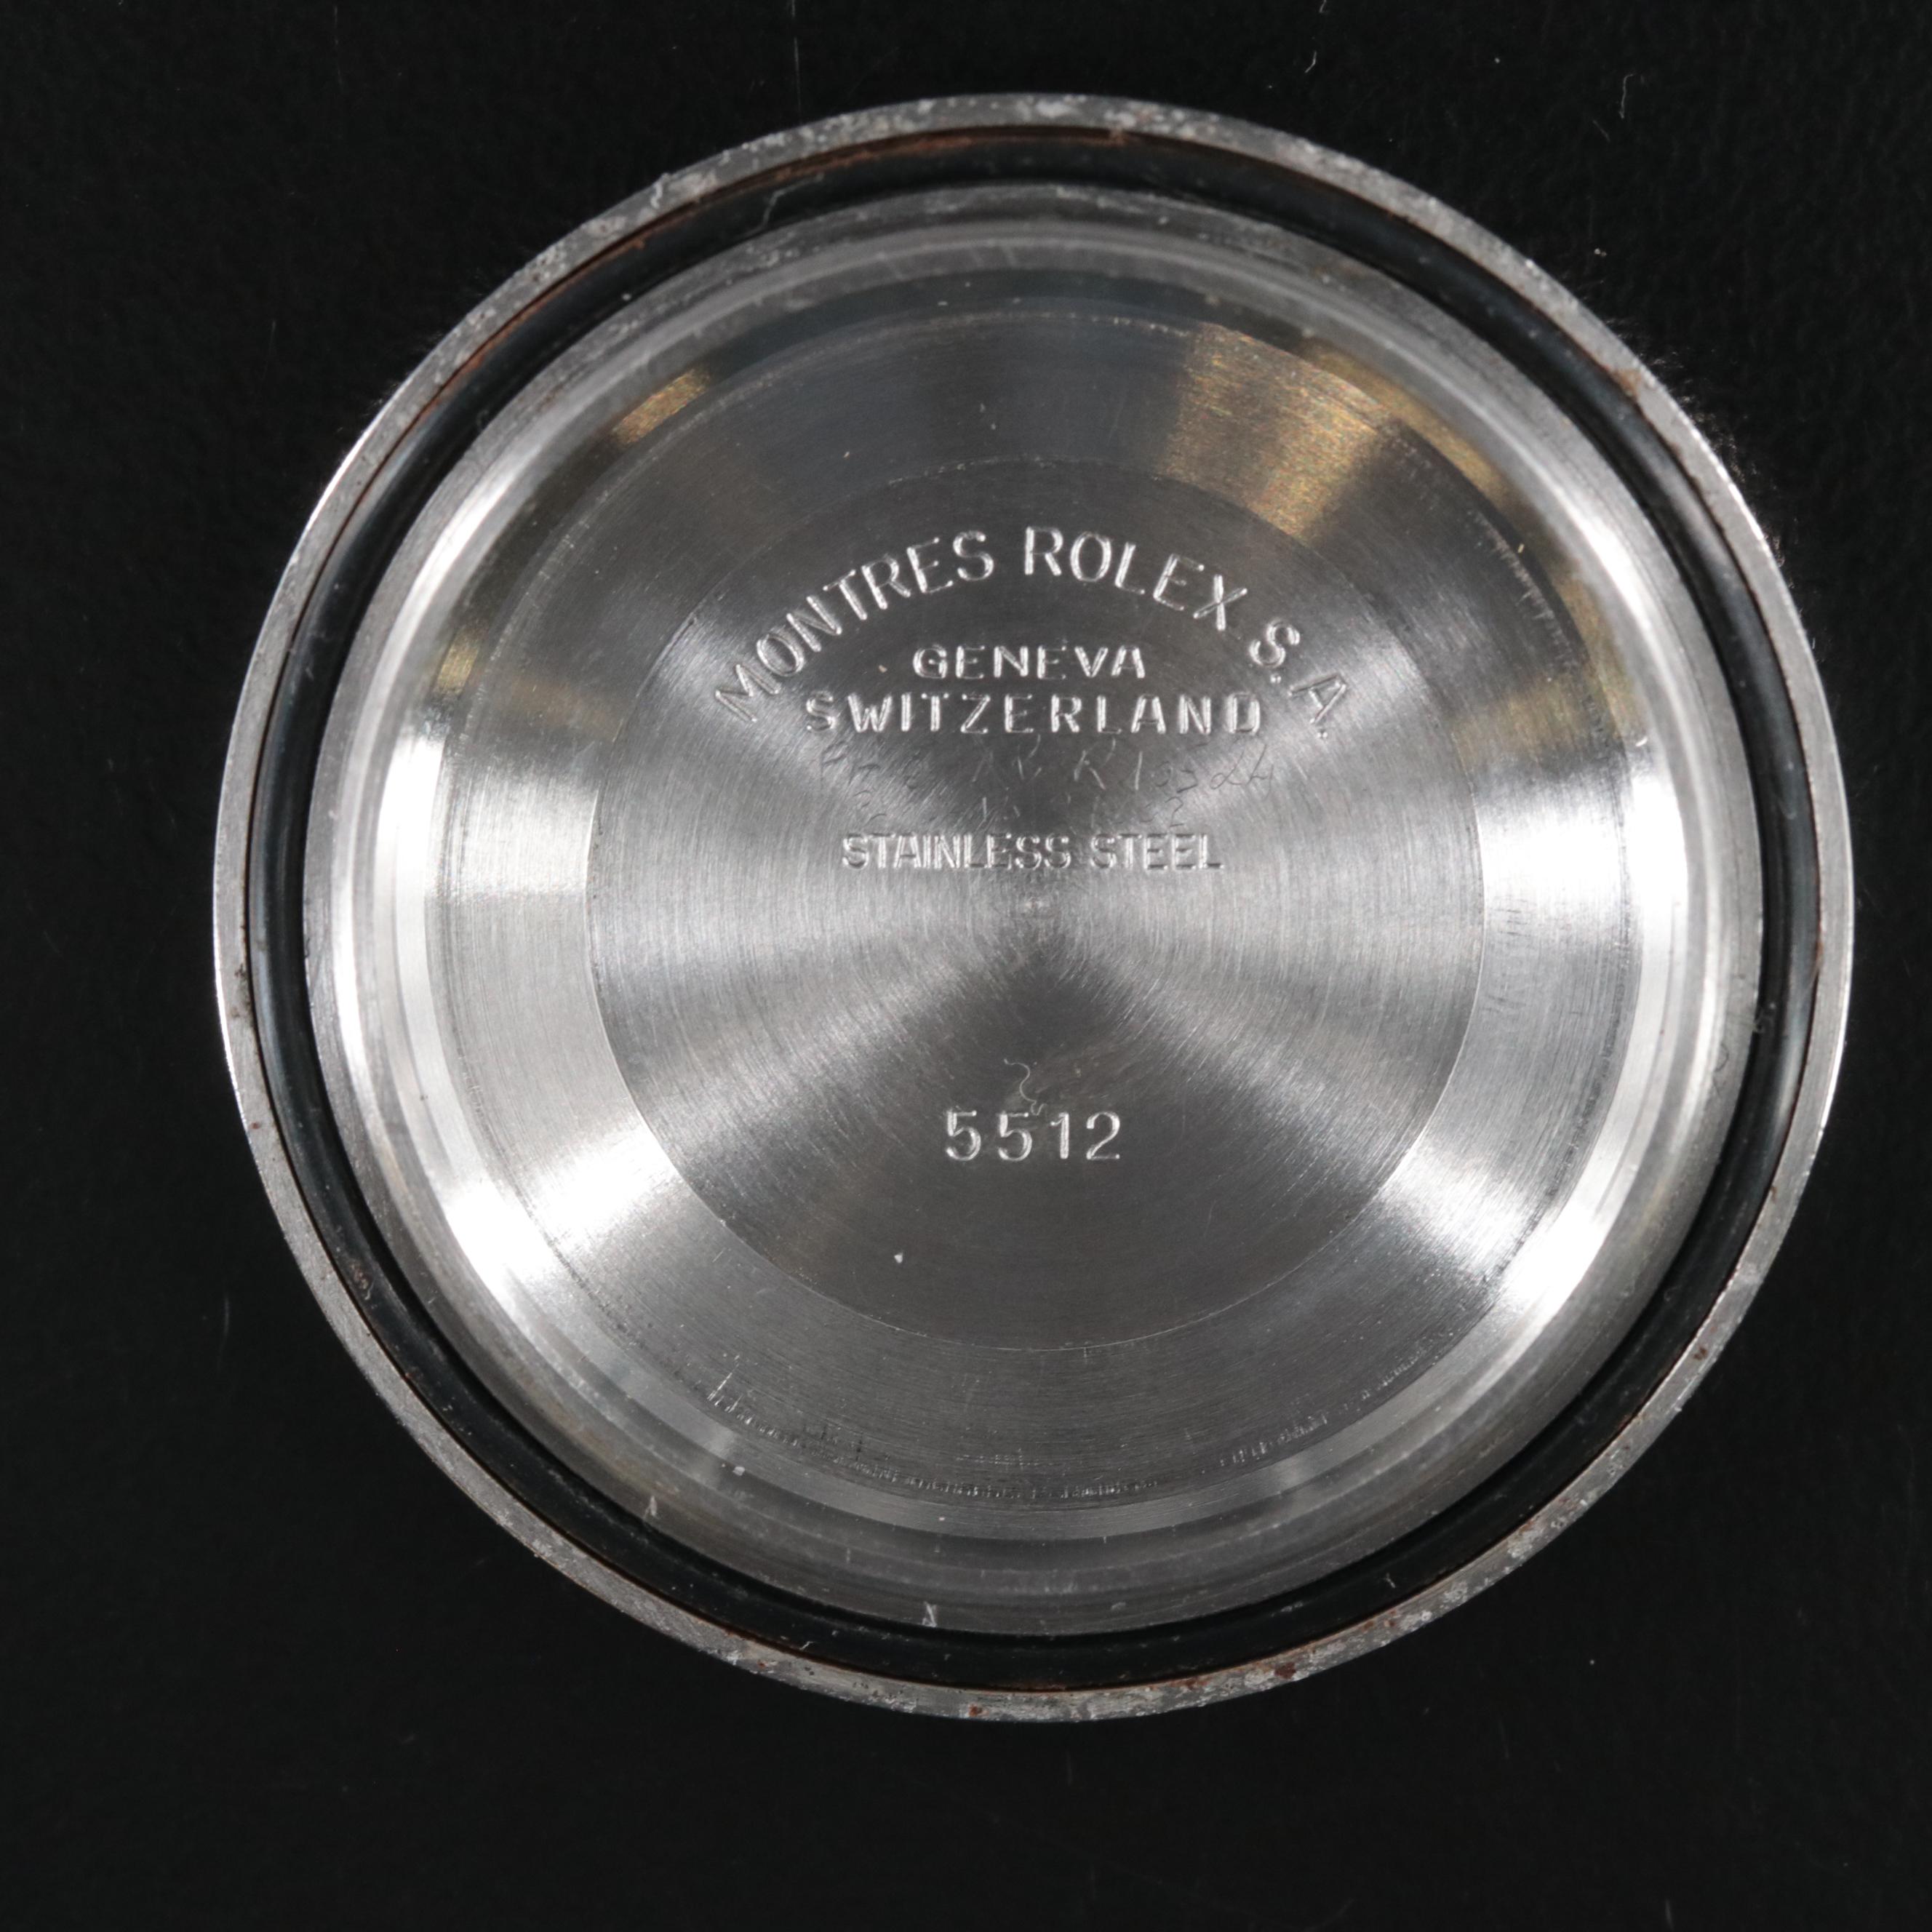 MONTRES ROLEX S.A.
GENEVA
SWITZERLAND
STAINLESS STEEL
5512